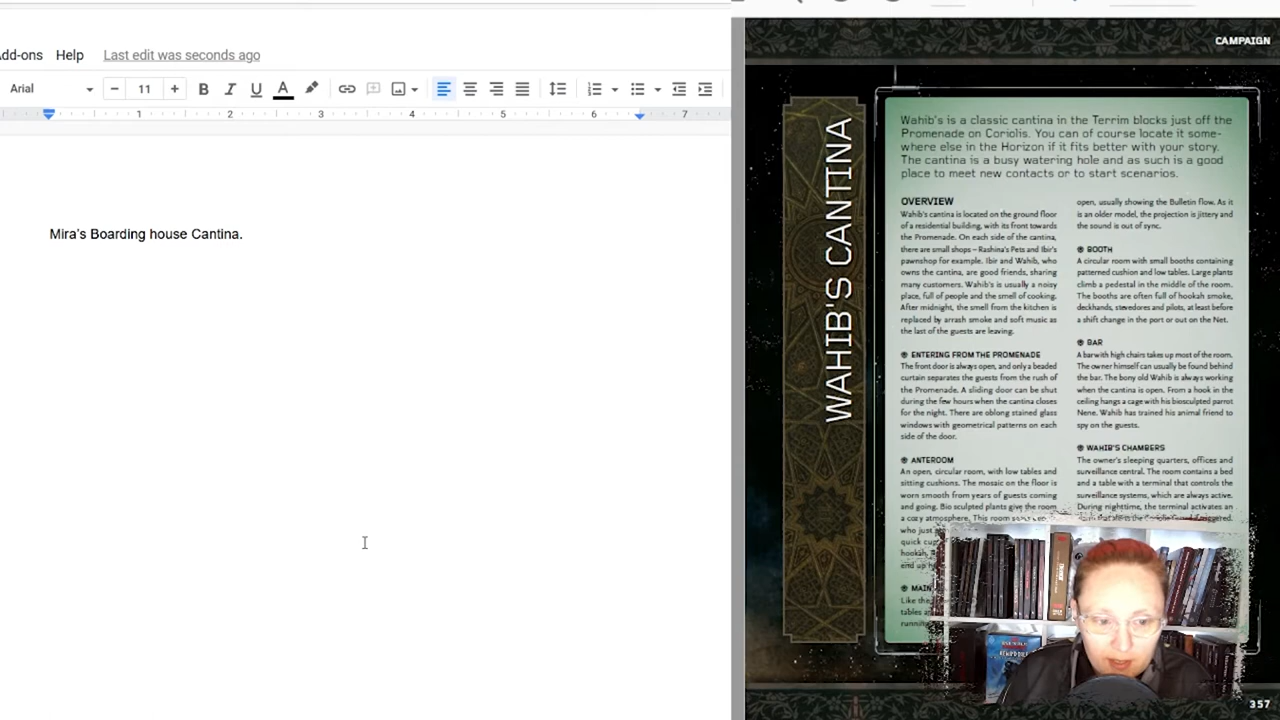 dd-ons Help Last edit was seconds ago
Arial 11 B I U A
1 2 3 4 5 6 7
Mira's Boarding house Cantina.
CAMPAIGN
WAHIB'S CANTINA
Wahib's is a classic cantina in the Terrim blocks just off the
Promenade on Coriolis. You can of course locate it some-
where else in the Horizon if it fits better with your story.
The cantina is a busy watering hole and as such is a good
place to meet new contacts or to start scenarios.
OVERVIEW
Wahib's cantina is located on the ground floor
of a residential building, with its front towards
the Promenade. On each side of the cantina,
there are small shops – Rashina's Pets and Ibir's
pawnshop for example. Ibir and Wahib, who
owns the cantina, are good friends, sharing
many customers. Wahib's is usually a noisy
place, full of people and the smell of cooking.
After midnight, the smell from the kitchen is
replaced by arrash smoke and soft music as
the last of the guests are leaving.
ENTERING FROM THE PROMENADE
The front door is always open, and only a beaded
curtain separates the guests from the rush of
the Promenade. A sliding door can be shut
during the few hours when the cantina closes
for the night. There are oblong stained glass
windows with geometrical patterns on each
side of the door.
ANTEROOM
An open, circular room, with low tables and
sitting cushions. The mosaic on the floor is
worn smooth from years of guests coming
and going. Bio sculpted plants give the room
a cozy atmosphere. This room
who just
quick cup
hookah.
end up
MAIN
Like the
tables
running
open, usually showing the Bulletin flow. As it
is an older model, the projection is jittery and
the sound is out of sync.
BOOTH
A circular room with small booths containing
patterned cushion and low tables. Large plants
climb a pedestal in the middle of the room.
The booths are often full of hookah smoke,
deckhands, stevedores and pilots, at least before
a shift change in the port or out on the Net.
BAR
A bar with high chairs takes up most of the room.
The owner himself can usually be found behind
the bar. The bony old Wahib is always working
when the cantina is open. From a hook in the
ceiling hangs a cage with his biosculpted parrot
Nene. Wahib has trained his animal friend to
spy on the guests.
WAHIB'S CHAMBERS
The owner's sleeping quarters, offices and
surveillance central. The room contains a bed
and a table with a terminal that controls the
surveillance systems, which are always active.
During nighttime, the terminal activates an
357